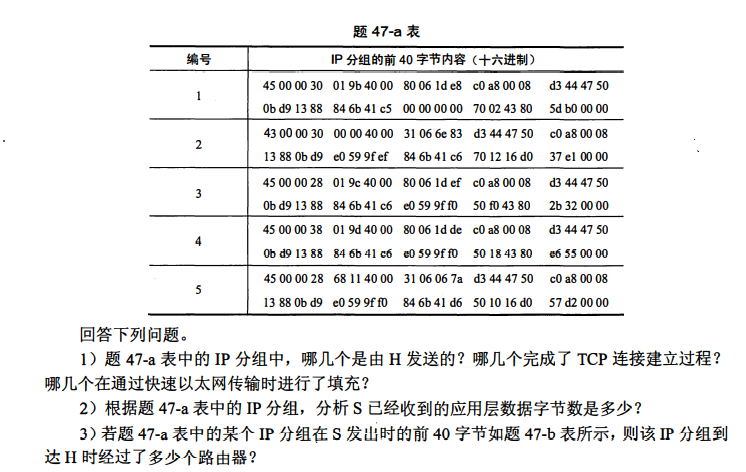 题 47-a 表
编号 IP 分组的前 40 字节内容（十六进制）
1 45 00 00 30 01 9b 40 00 80 06 1d e8 c0 a8 00 08 d3 44 47 50
0b d9 13 88 84 6b 41 c5 00 00 00 00 70 02 43 80 5d b0 00 00
2 43 00 00 30 00 00 40 00 31 06 6e 83 d3 44 47 50 c0 a8 00 08
13 88 0b d9 e0 59 9f ef 84 6b 41 c6 70 12 16 d0 37 e1 00 00
3 45 00 00 28 01 9c 40 00 80 06 1d ef c0 a8 00 08 d3 44 47 50
0b d9 13 88 84 6b 41 c6 e0 59 9f f0 50 f0 43 80 2b 32 00 00
4 45 00 00 38 01 9d 40 00 80 06 1d de c0 a8 00 08 d3 44 47 50
0b d9 13 88 84 6b 41 c6 e0 59 9f f0 50 18 43 80 e6 55 00 00
5 45 00 00 28 68 11 40 00 31 06 06 7a d3 44 47 50 c0 a8 00 08
13 88 0b d9 e0 59 9f f0 84 6b 41 d6 50 10 16 d0 57 d2 00 00
回答下列问题。
1）题 47-a 表中的 IP 分组中，哪几个是由 H 发送的？哪几个完成了 TCP 连接建立过程？
哪几个在通过快速以太网传输时进行了填充？
2）根据题 47-a 表中的 IP 分组，分析 S 已经收到的应用层数据字节数是多少？
3）若题 47-a 表中的某个 IP 分组在 S 发出时的前 40 字节如题 47-b 表所示，则该 IP 分组到
达 H 时经过了多少个路由器？